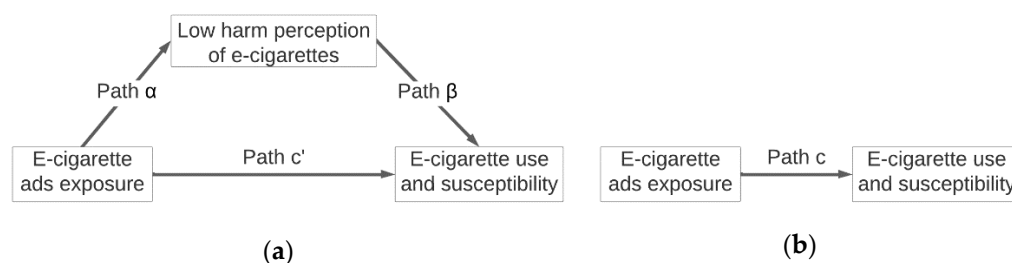 Low harm perception
of e-cigarettes
Path α
Path β
E-cigarette
ads exposure
Path c'
E-cigarette use
and susceptibility
(a)
E-cigarette
ads exposure
Path c
E-cigarette use
and susceptibility
(b)